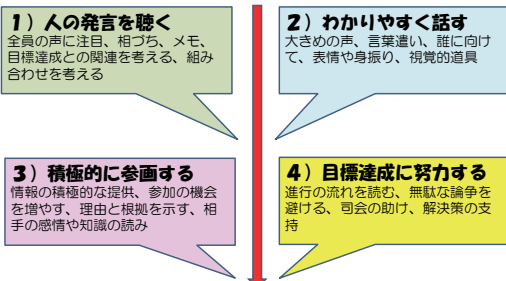 1）人の発言を聴く
全員の声に注目、相づち、メモ、
目標達成との関連を考える、組み
合わせを考える
2）わかりやすく話す
大きめの声、言葉遣い、誰に向け
て、表情や身振り、視覚的道具
3）積極的に参画する
情報の積極的な提供、参加の機会
を増やす、理由と根拠を示す、相
手の感情や知識の読み
4）目標達成に努力する
進行の流れを読む、無駄な論争を
避ける、司会の助け、解決策の支
持